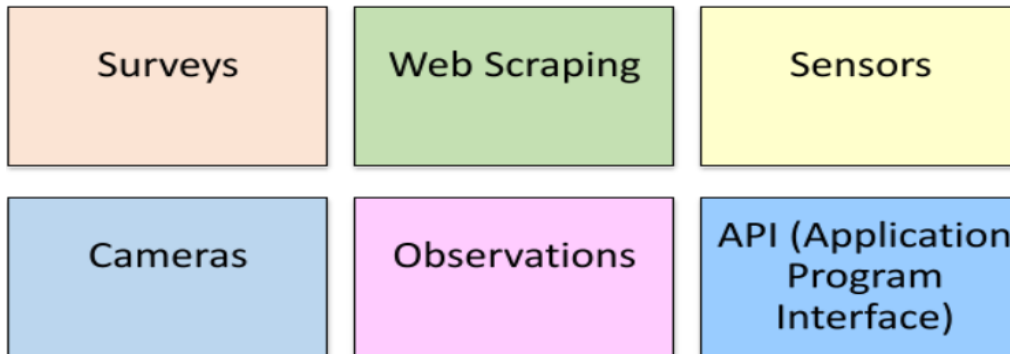 Surveys
Web Scraping
Sensors
Cameras
Observations
API (Application
Program
Interface)